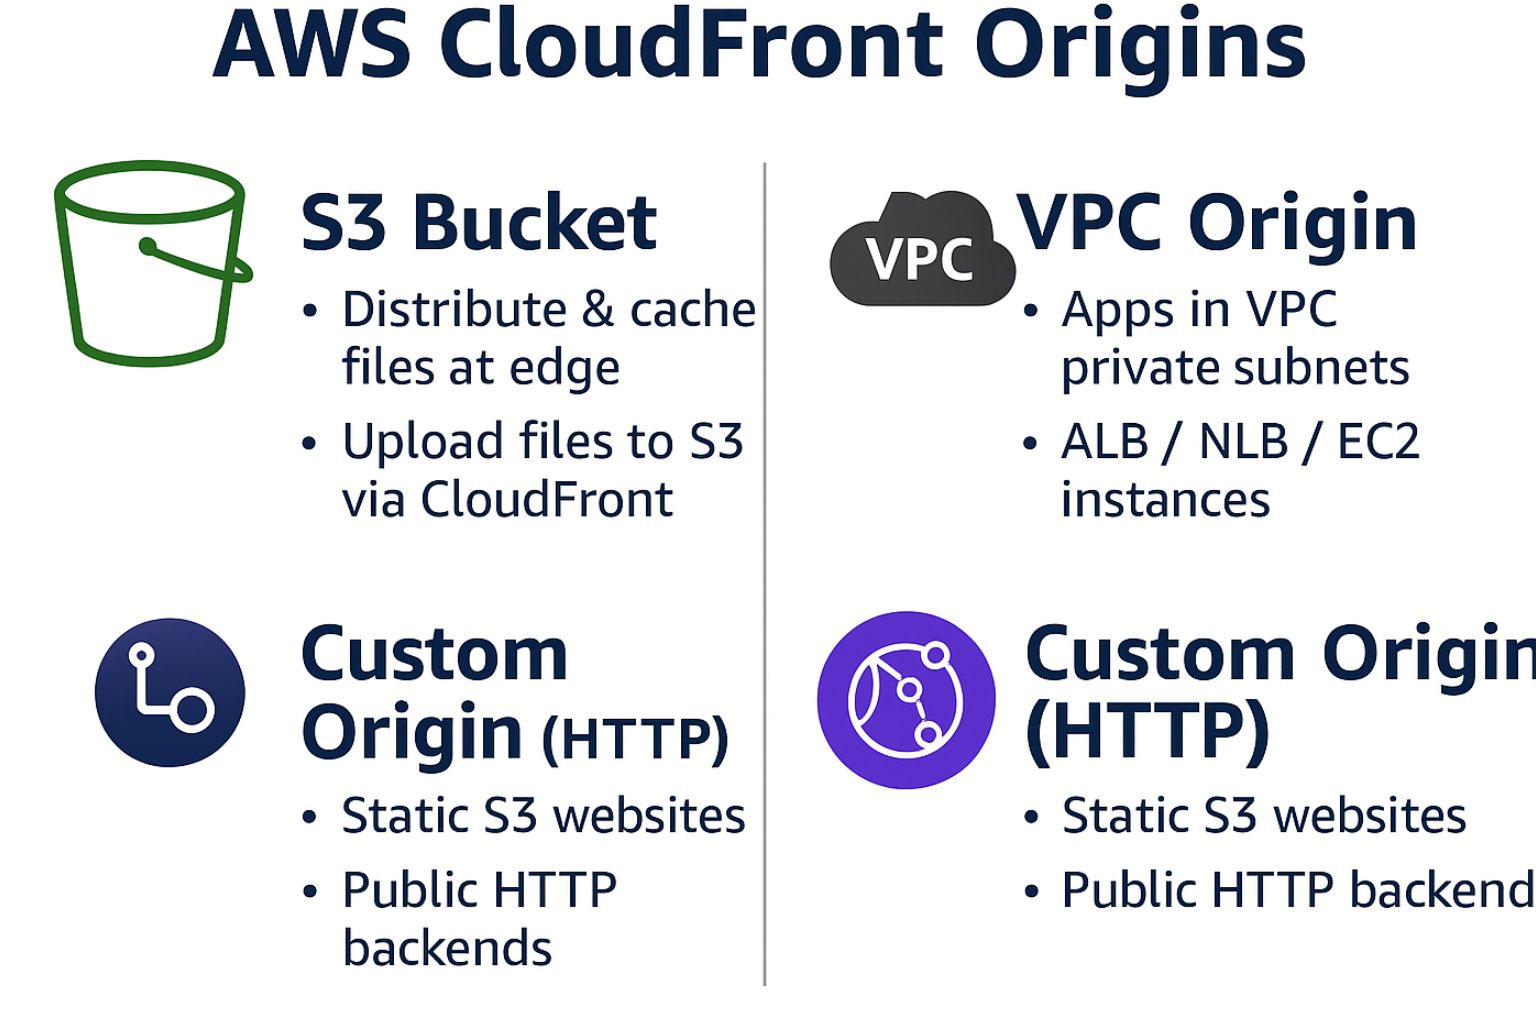 AWS CloudFront Origins
S3 Bucket
• Distribute & cache
files at edge
• Upload files to S3
via CloudFront
VPC
VPC Origin
• Apps in VPC
private subnets
• ALB / NLB / EC2
instances
Custom
Origin (HTTP)
• Static S3 websites
• Public HTTP
backends
Custom Origin
(HTTP)
• Static S3 websites
• Public HTTP backend